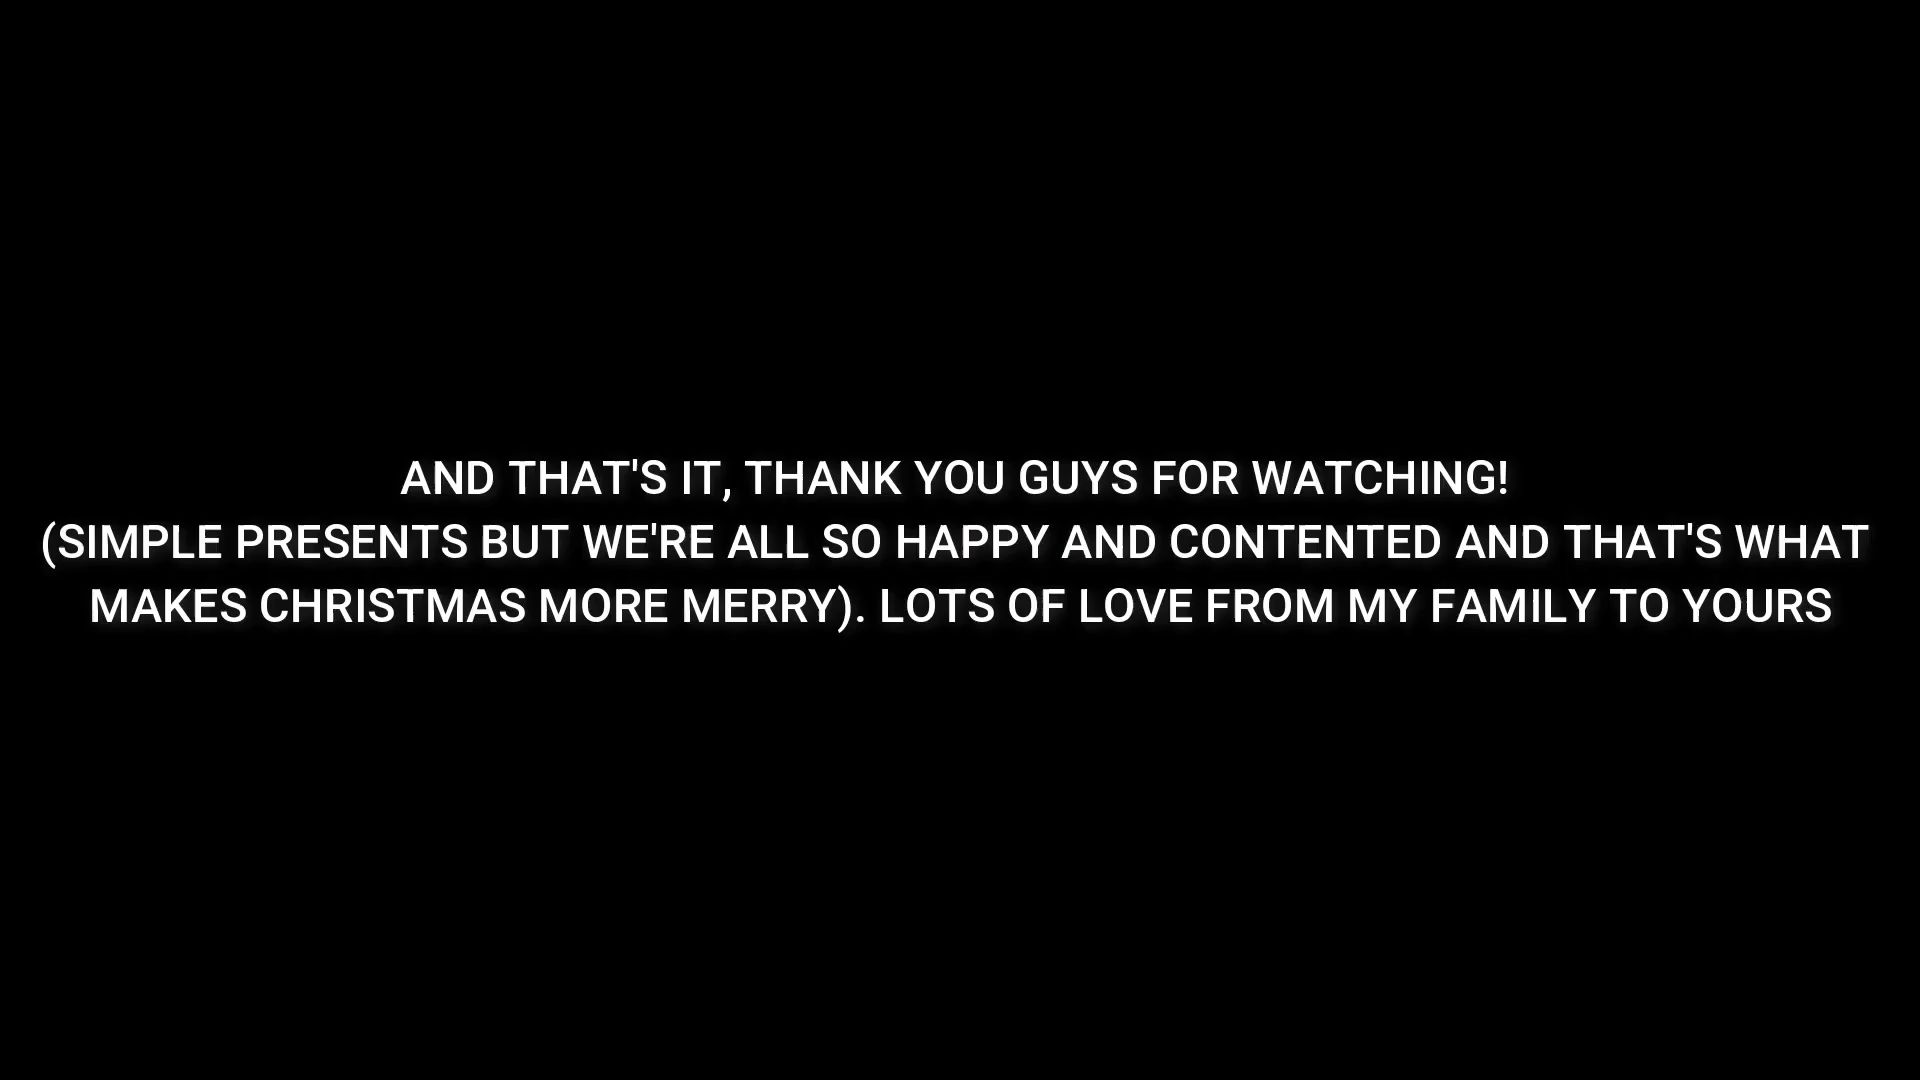 AND THAT'S IT, THANK YOU GUYS FOR WATCHING!
(SIMPLE PRESENTS BUT WE'RE ALL SO HAPPY AND CONTENTED AND THAT'S WHAT
MAKES CHRISTMAS MORE MERRY). LOTS OF LOVE FROM MY FAMILY TO YOURS